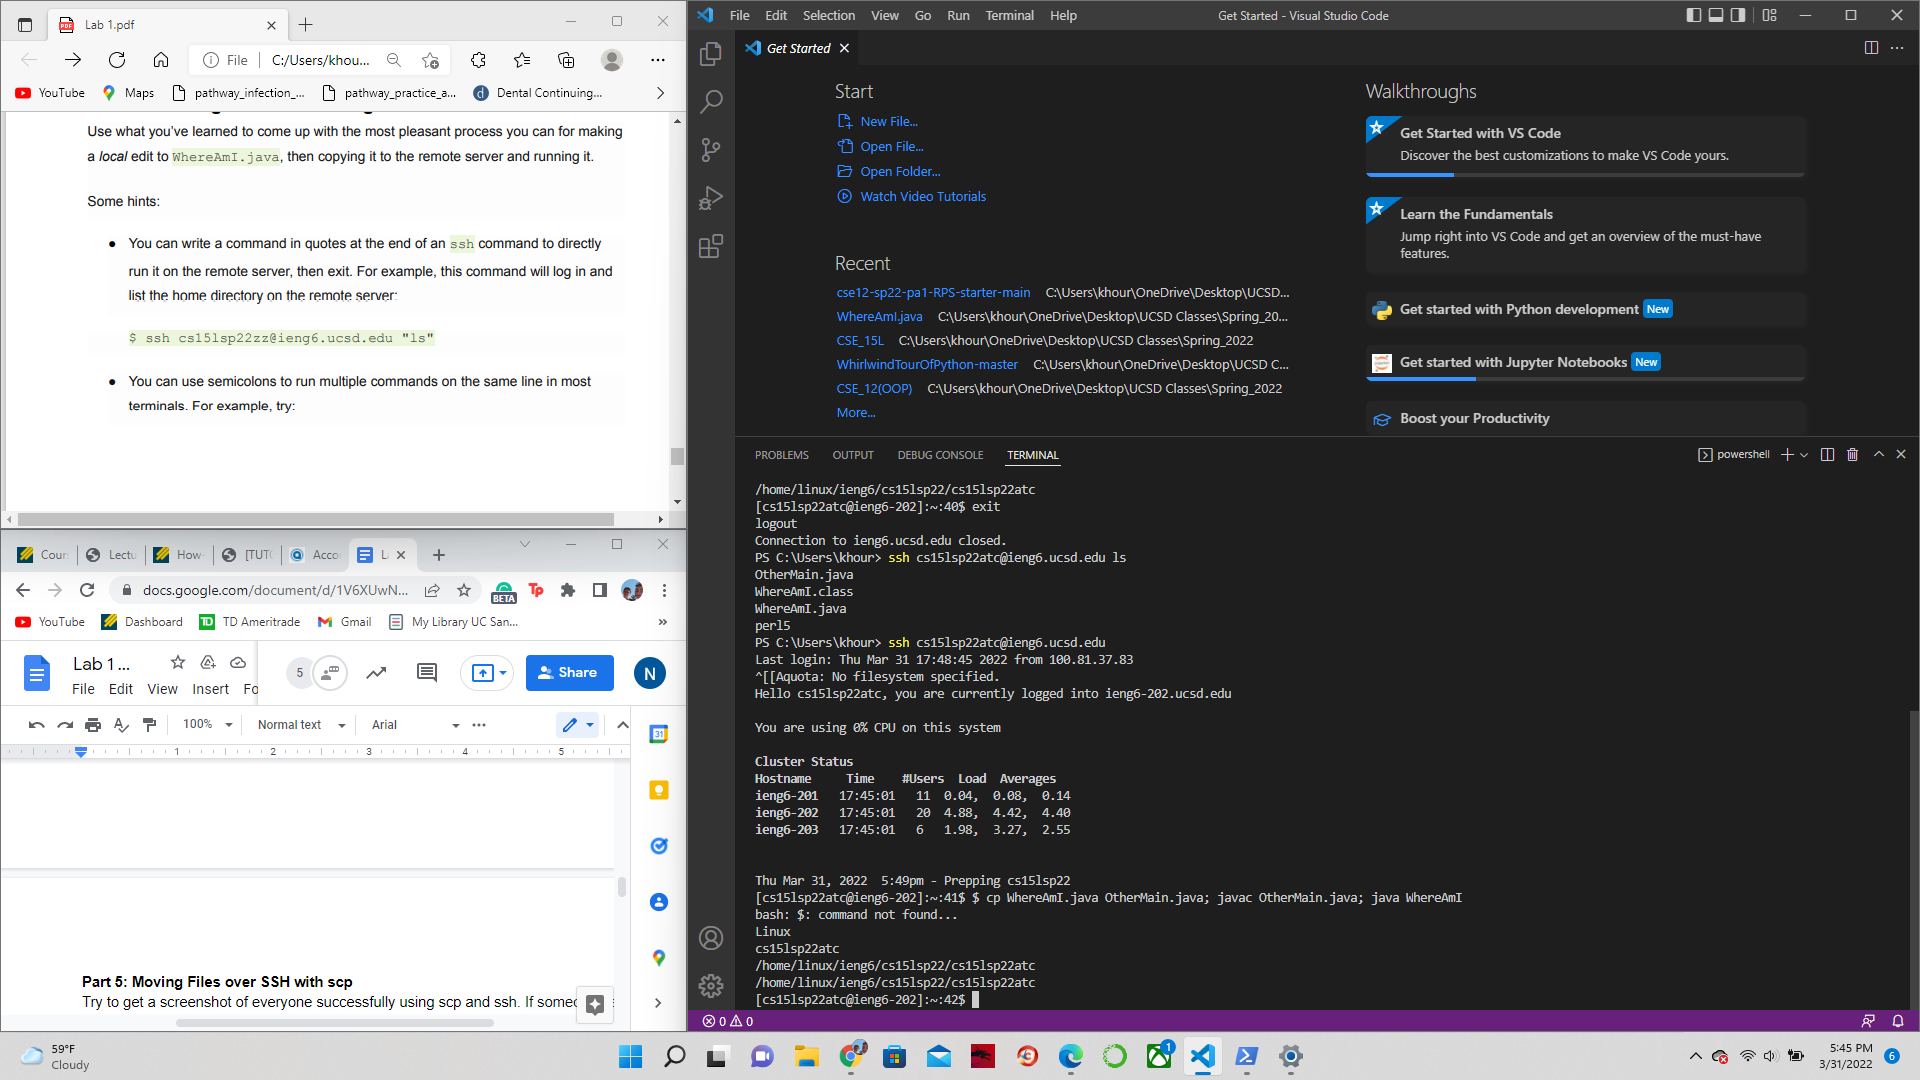 Lab 1.pdf
File
C:/Users/khou...
YouTube
Maps
pathway_infection_...
pathway_practice_a...
Dental Continuing...
Use what you've learned to come up with the most pleasant process you can for making
a local edit to WhereAmI.java, then copying it to the remote server and running it.
Some hints:
● You can write a command in quotes at the end of an ssh command to directly
run it on the remote server, then exit. For example, this command will log in and
list the home directory on the remote server:
$ ssh cs15lsp22zz@ieng6.ucsd.edu "ls"
● You can use semicolons to run multiple commands on the same line in most
terminals. For example, try:
Cour
Lectu
How-
[TUTO
Acco
La
docs.google.com/document/d/1V6XUwN...
BETA
Tp
YouTube
Dashboard
TD Ameritrade
Gmail
My Library UC San...
Lab 1 ...
File Edit View Insert Fo
5
Share
N
100%
Normal text
Arial
1 2 3 4 5
31
Part 5: Moving Files over SSH with scp
Try to get a screenshot of everyone successfully using scp and ssh. If someo
File Edit Selection View Go Run Terminal Help
Get Started - Visual Studio Code
Get Started
Start
New File...
Open File...
Open Folder...
Watch Video Tutorials
Recent
cse12-sp22-pa1-RPS-starter-main C:\Users\khour\OneDrive\Desktop\UCSD...
WhereAmI.java C:\Users\khour\OneDrive\Desktop\UCSD Classes\Spring_20...
CSE_15L C:\Users\khour\OneDrive\Desktop\UCSD Classes\Spring_2022
WhirlwindTourOfPython-master C:\Users\khour\OneDrive\Desktop\UCSD C...
CSE_12(OOP) C:\Users\khour\OneDrive\Desktop\UCSD Classes\Spring_2022
More...
Walkthroughs
Get Started with VS Code
Discover the best customizations to make VS Code yours.
Learn the Fundamentals
Jump right into VS Code and get an overview of the must-have
features.
Get started with Python development New
Get started with Jupyter Notebooks New
Boost your Productivity
PROBLEMS OUTPUT DEBUG CONSOLE TERMINAL
powershell
/home/linux/ieng6/cs15lsp22/cs15lsp22atc
[cs15lsp22atc@ieng6-202]:~:40$ exit
logout
Connection to ieng6.ucsd.edu closed.
PS C:\Users\khour> ssh cs15lsp22atc@ieng6.ucsd.edu ls
OtherMain.java
WhereAmI.class
WhereAmI.java
perl5
PS C:\Users\khour> ssh cs15lsp22atc@ieng6.ucsd.edu
Last login: Thu Mar 31 17:48:45 2022 from 100.81.37.83
^[[Aquota: No filesystem specified.
Hello cs15lsp22atc, you are currently logged into ieng6-202.ucsd.edu
You are using 0% CPU on this system
Cluster Status
Hostname Time #Users Load Averages
ieng6-201 17:45:01 11 0.04, 0.08, 0.14
ieng6-202 17:45:01 20 4.88, 4.42, 4.40
ieng6-203 17:45:01 6 1.98, 3.27, 2.55
Thu Mar 31, 2022 5:49pm - Prepping cs15lsp22
[cs15lsp22atc@ieng6-202]:~:41$ $ cp WhereAmI.java OtherMain.java; javac OtherMain.java; java WhereAmI
bash: $: command not found...
Linux
cs15lsp22atc
/home/linux/ieng6/cs15lsp22/cs15lsp22atc
/home/linux/ieng6/cs15lsp22/cs15lsp22atc
[cs15lsp22atc@ieng6-202]:~:42$
0 0
59°F
Cloudy
1
5:45 PM
3/31/2022
6